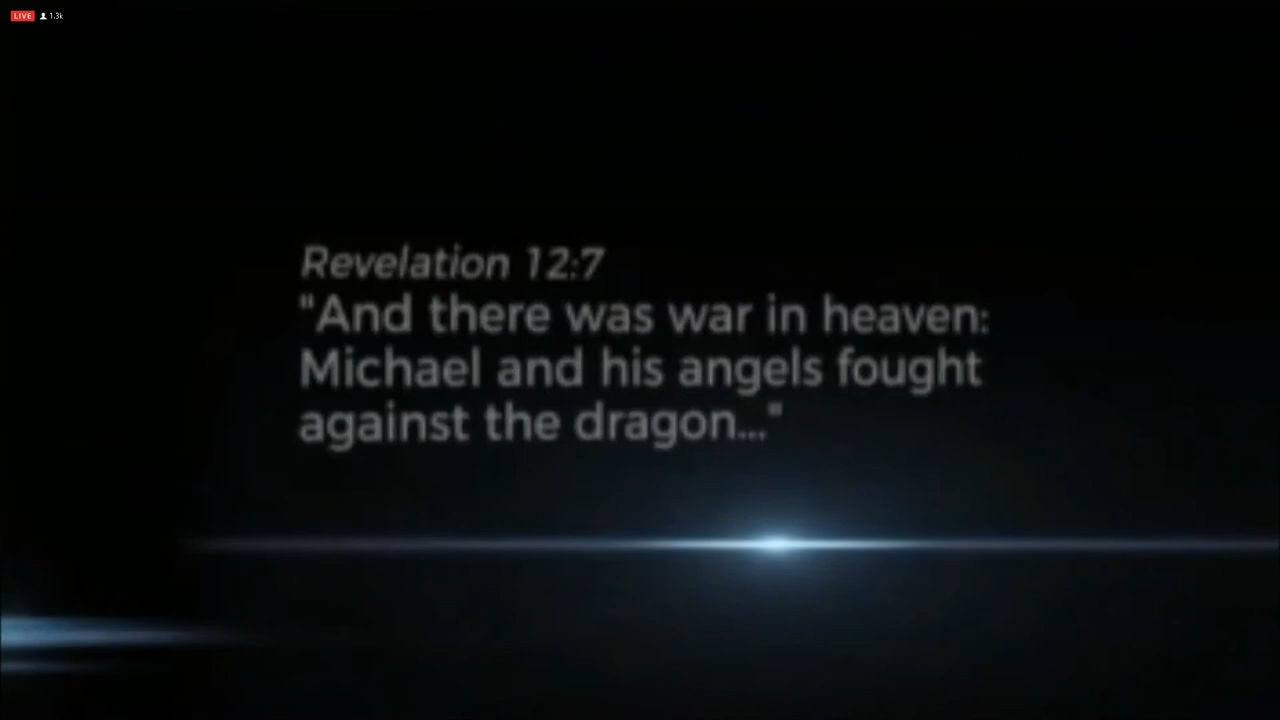 LIVE 1.3k
Revelation 12:7
"And there was war in heaven:
Michael and his angels fought
against the dragon..."